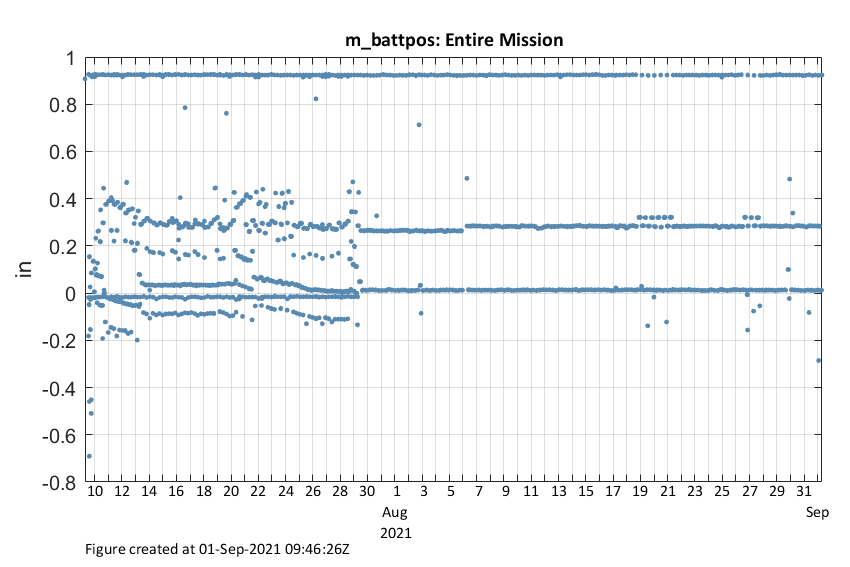 m_battpos: Entire Mission
1
0.8
0.6
0.4
0.2
0
-0.2
-0.4
-0.6
-0.8
in
10 12 14 16 18 20 22 24 26 28 30 1 3 5 7 9 11 13 15 17 19 21 23 25 27 29 31
Aug Sep
2021
Figure created at 01-Sep-2021 09:46:26Z